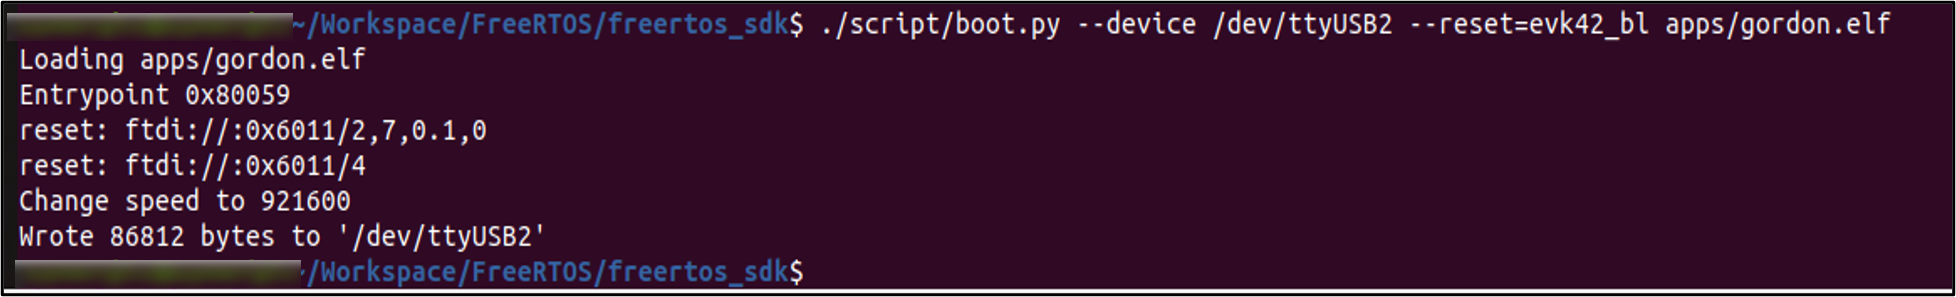 ~/Workspace/FreeRTOS/freertos_sdk$ ./script/boot.py --device /dev/ttyUSB2 --reset=evk42_bl apps/gordon.elf
Loading apps/gordon.elf
Entrypoint 0x80059
reset: ftdi://:0x6011/2,7,0.1,0
reset: ftdi://:0x6011/4
Change speed to 921600
Wrote 86812 bytes to '/dev/ttyUSB2'
~/Workspace/FreeRTOS/freertos_sdk$